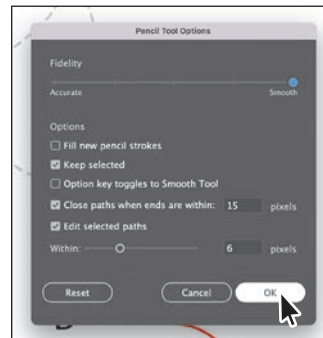 Pencil Tool Options
Fidelity
Accurate Smooth
Options
Fill new pencil strokes
Keep selected
Option key toggles to Smooth Tool
Close paths when ends are within: 15 pixels
Edit selected paths
Within: 6 pixels
Reset Cancel OK